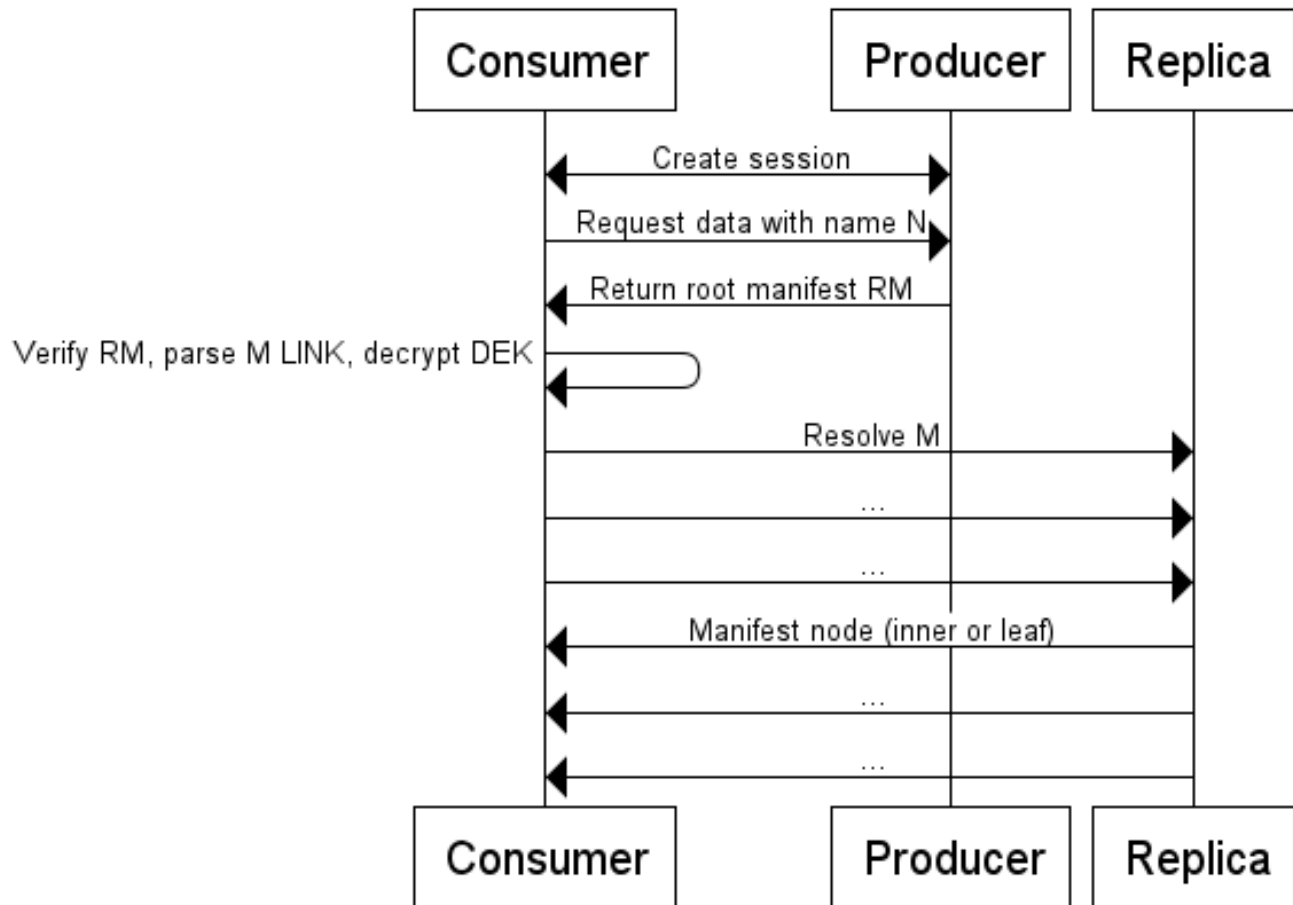 Consumer
Producer
Replica
Create session
Request data with name N
Return root manifest RM
Verify RM, parse M LINK, decrypt DEK
Resolve M
...
...
Manifest node (inner or leaf)
...
...
Consumer
Producer
Replica